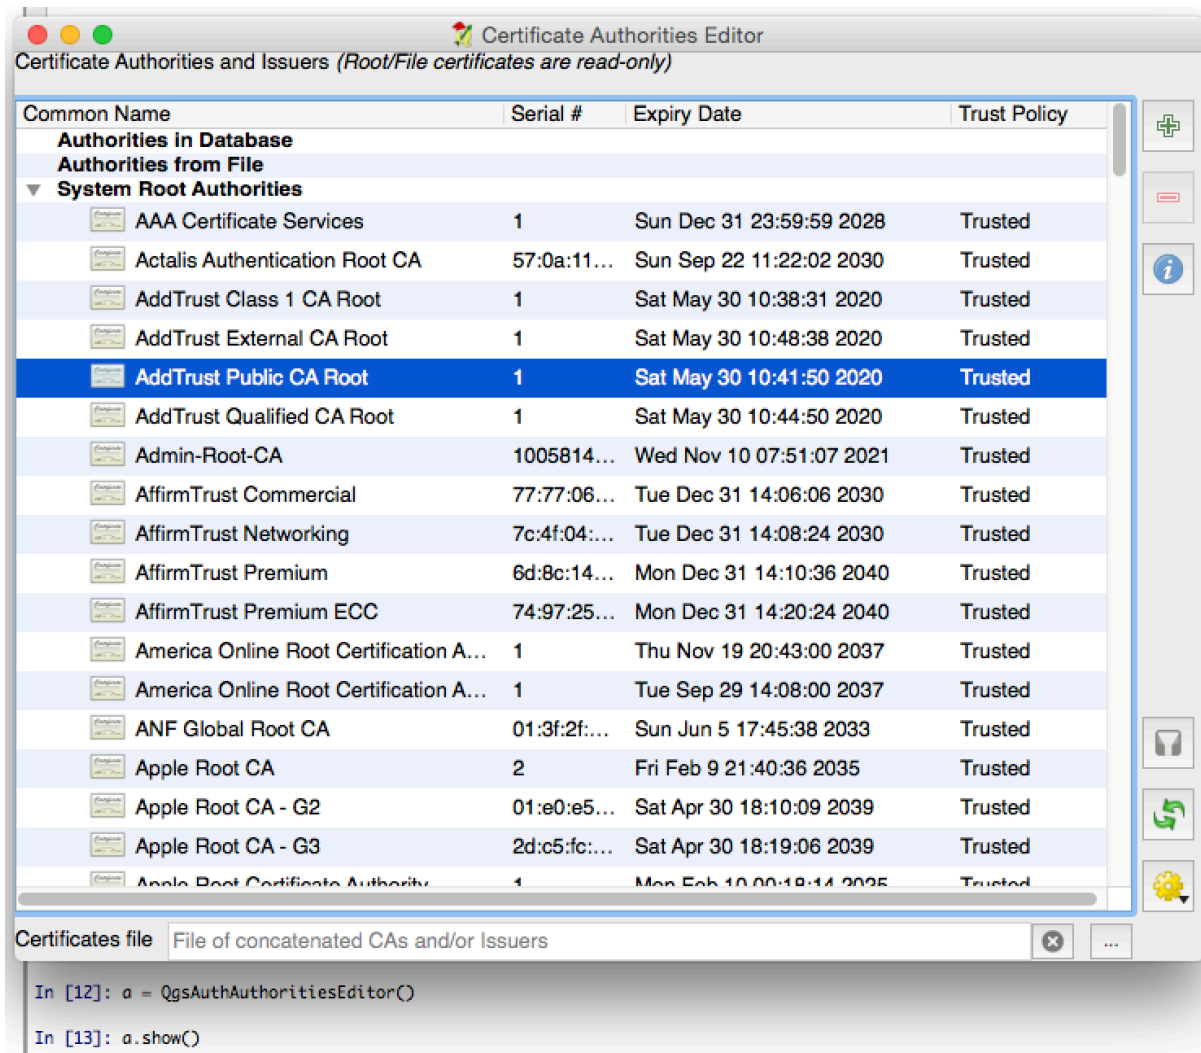 Certificate Authorities Editor
Certificate Authorities and Issuers (Root/File certificates are read-only)
Common Name Serial # Expiry Date Trust Policy
Authorities in Database
Authorities from File
System Root Authorities
AAA Certificate Services 1 Sun Dec 31 23:59:59 2028 Trusted
Actalis Authentication Root CA 57:0a:11... Sun Sep 22 11:22:02 2030 Trusted
AddTrust Class 1 CA Root 1 Sat May 30 10:38:31 2020 Trusted
AddTrust External CA Root 1 Sat May 30 10:48:38 2020 Trusted
AddTrust Public CA Root 1 Sat May 30 10:41:50 2020 Trusted
AddTrust Qualified CA Root 1 Sat May 30 10:44:50 2020 Trusted
Admin-Root-CA 1005814... Wed Nov 10 07:51:07 2021 Trusted
AffirmTrust Commercial 77:77:06... Tue Dec 31 14:06:06 2030 Trusted
AffirmTrust Networking 7c:4f:04:... Tue Dec 31 14:08:24 2030 Trusted
AffirmTrust Premium 6d:8c:14... Mon Dec 31 14:10:36 2040 Trusted
AffirmTrust Premium ECC 74:97:25... Mon Dec 31 14:20:24 2040 Trusted
America Online Root Certification A... 1 Thu Nov 19 20:43:00 2037 Trusted
America Online Root Certification A... 1 Tue Sep 29 14:08:00 2037 Trusted
ANF Global Root CA 01:3f:2f:... Sun Jun 5 17:45:38 2033 Trusted
Apple Root CA 2 Fri Feb 9 21:40:36 2035 Trusted
Apple Root CA - G2 01:e0:e5... Sat Apr 30 18:10:09 2039 Trusted
Apple Root CA - G3 2d:c5:fc:... Sat Apr 30 18:19:06 2039 Trusted
Apple Root Certificate Authority 1 Mon Feb 10 00:18:14 2025 Trusted
Certificates file File of concatenated CAs and/or Issuers ...
In [12]: a = QgsAuthAuthoritiesEditor()
In [13]: a.show()